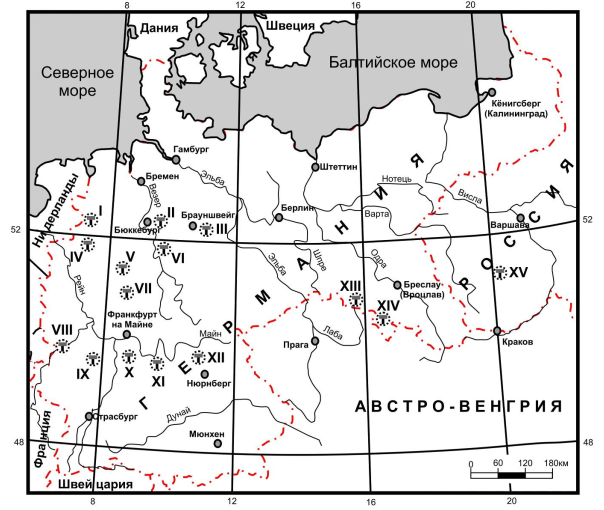 8
12
16
20
Дания
Швеция
Северное
море
Балтийское море
Кёнигсберг
(Калининград)
Гамбург
Эльба
Штеттин
Бремен
Везер
Нидерланды
Нотець
Висла
I
II
Бюккебург
Брауншвейг
III
Берлин
Варта
Варшава
52
52
IV
V
VI
Эльба
Шпре
Одра
Рейн
VII
XIII
XIV
Бреслау
(Вроцлав)
XV
ГЕРМАНИЯ
РОССИЯ
Франкфурт
на Майне
Майн
Прага
Лаба
Краков
VIII
IX
X
XI
XII
Нюрнберг
АВСТРО-ВЕНГРИЯ
Страсбург
Дунай
Мюнхен
Франция
48
48
Швейцария
0 60 120 180км
8
12
16
20